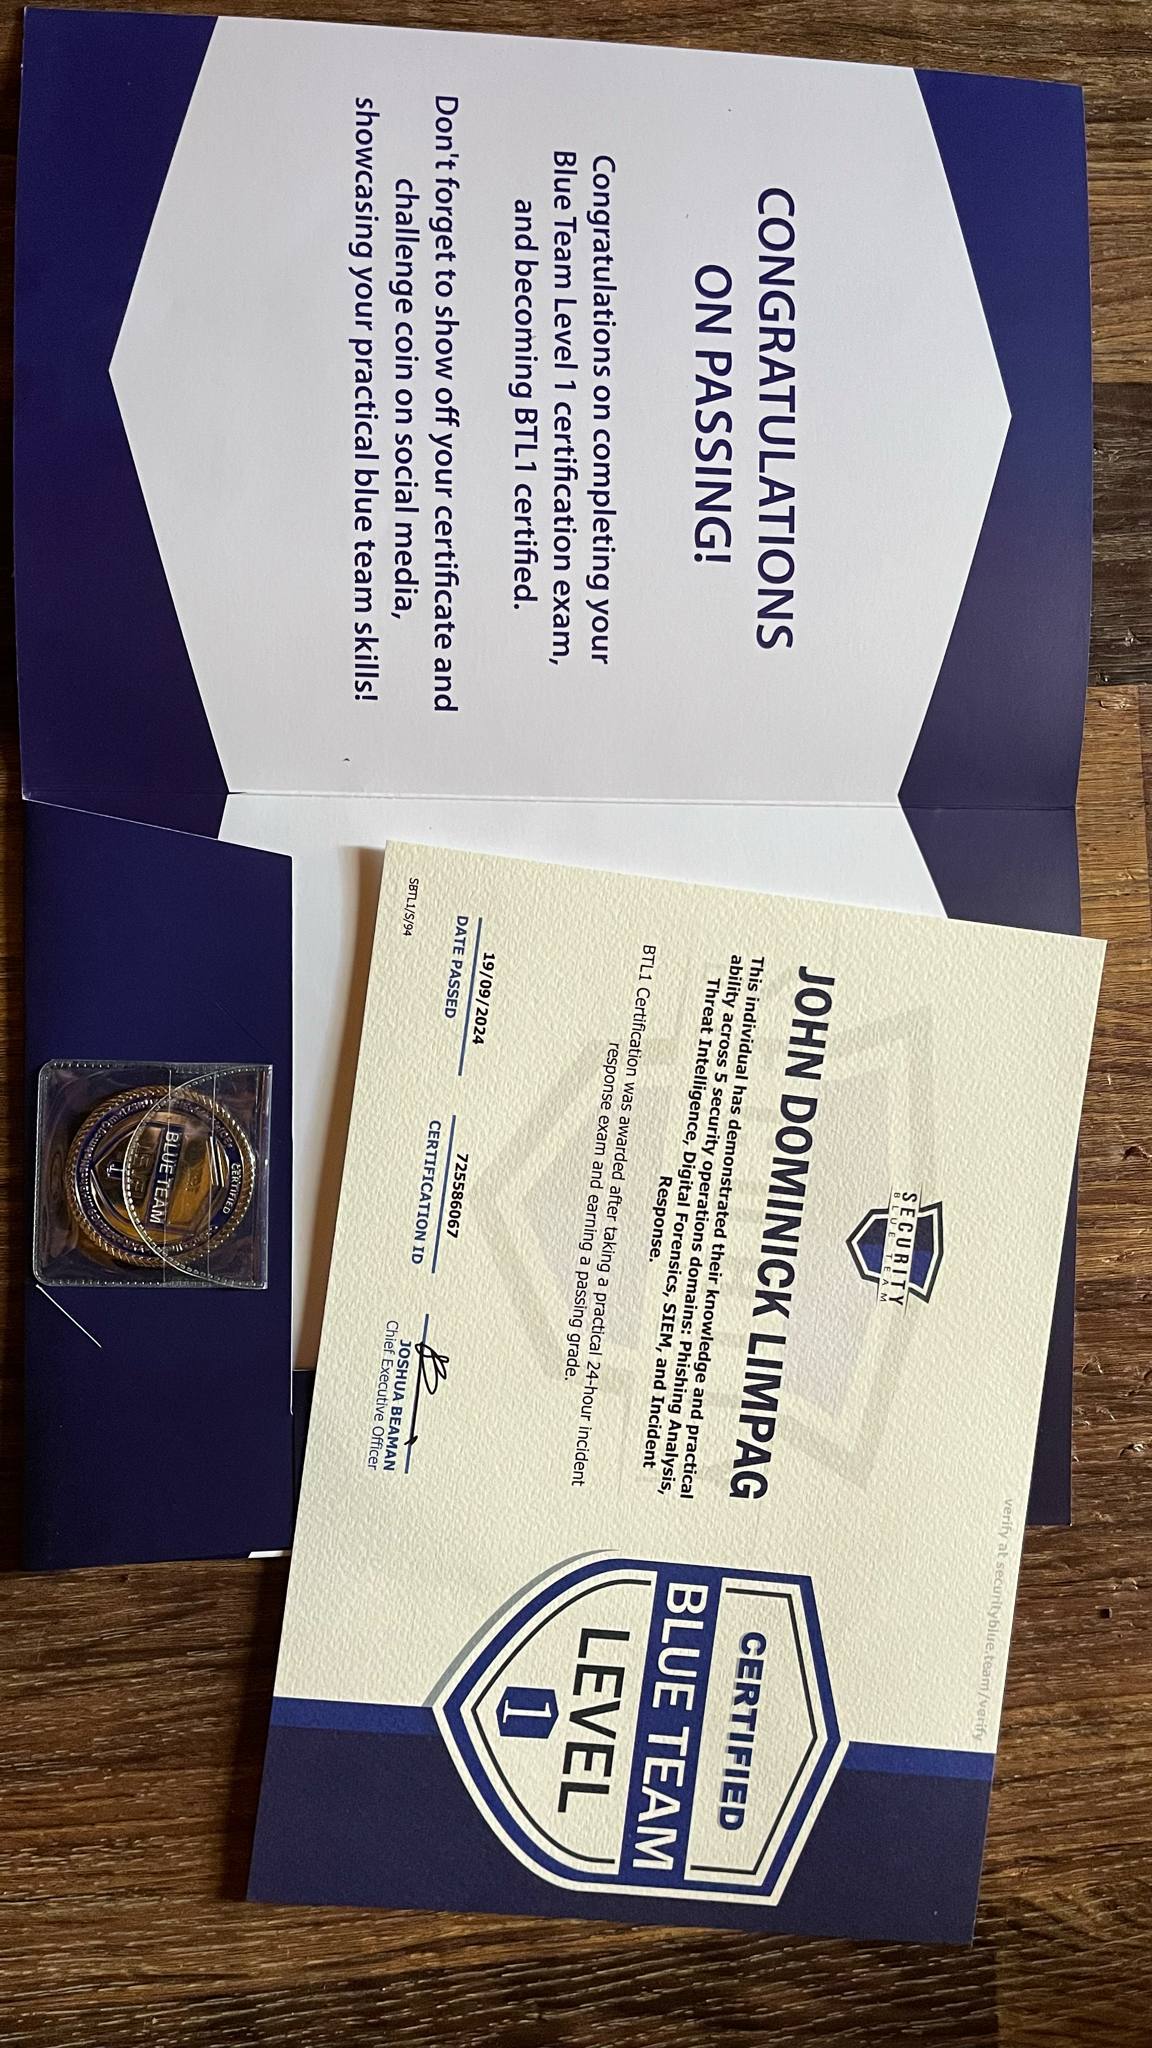 CONGRATULATIONS
ON PASSING!
Congratulations on completing your
Blue Team Level 1 certification exam,
and becoming BTL1 certified.
Don't forget to show off your certificate and
challenge coin on social media,
showcasing your practical blue team skills!
verify at securityblue.team/verify
SECURITY
BLUE TEAM
JOHN DOMINICK LIMPAG
This individual has demonstrated their knowledge and practical
ability across 5 security operations domains: Phishing Analysis,
Threat Intelligence, Digital Forensics, SIEM, and Incident
Response.
BTL1 Certification was awarded after taking a practical 24-hour incident
response exam and earning a passing grade.
19/09/2024
DATE PASSED
725586067
CERTIFICATION ID
JOSHUA BEAMAN
Chief Executive Officer
SBTL1/S/94
CERTIFIED
BLUE TEAM
LEVEL
1
CERTIFIED
BLUE TEAM
LEVEL
1